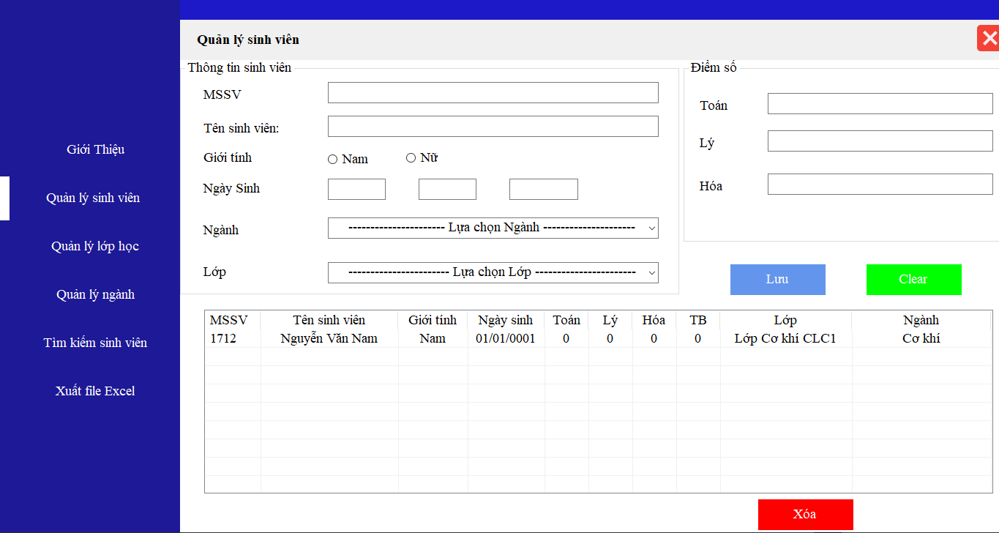 Giới Thiệu
Quản lý sinh viên
Quản lý lớp học
Quản lý ngành
Tìm kiếm sinh viên
Xuất file Excel
Quản lý sinh viên
Thông tin sinh viên
MSSV
Tên sinh viên:
Giới tính
Nam
Nữ
Ngày Sinh
Ngành
---------------------- Lựa chọn Ngành ---------------------
Lớp
----------------------- Lựa chọn Lớp -----------------------
Điểm số
Toán
Lý
Hóa
Lưu
Clear
MSSV Tên sinh viên Giới tính Ngày sinh Toán Lý Hóa TB Lớp Ngành
1712 Nguyễn Văn Nam Nam 01/01/0001 0 0 0 0 Lớp Cơ khí CLC1 Cơ khí
Xóa